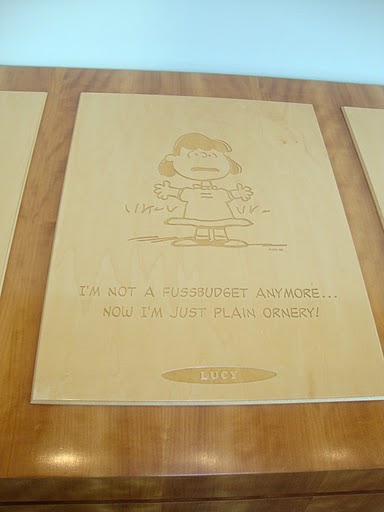 I'M NOT A FUSSBUDGET ANYMORE...
NOW I'M JUST PLAIN ORNERY!
LUCY